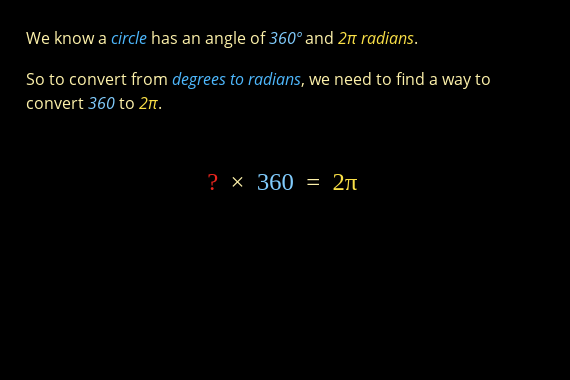 We know a circle has an angle of 360° and 2π radians.
So to convert from degrees to radians, we need to find a way to
convert 360 to 2π.
? × 360 = 2π